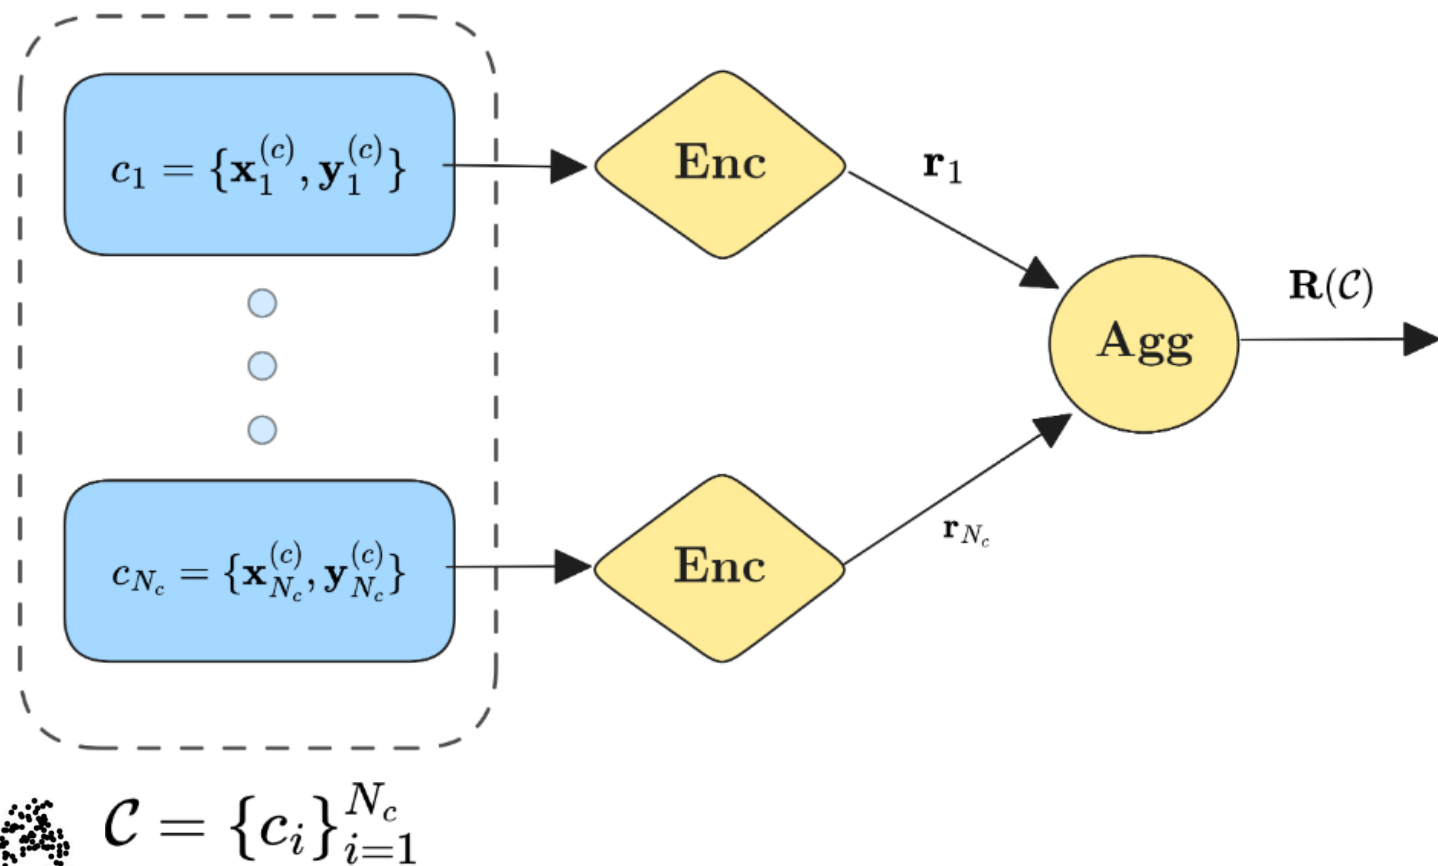 c₁ = {𝐱₁⁽ᶜ⁾, 𝐲₁⁽ᶜ⁾}
Enc
𝐫₁
𝐑(𝒞)
Agg
c_{N_c} = {𝐱_{N_c}^{(c)}, 𝐲_{N_c}^{(c)}}
Enc
𝐫_{N_c}
𝒞 = {c_i}_{i=1}^{N_c}